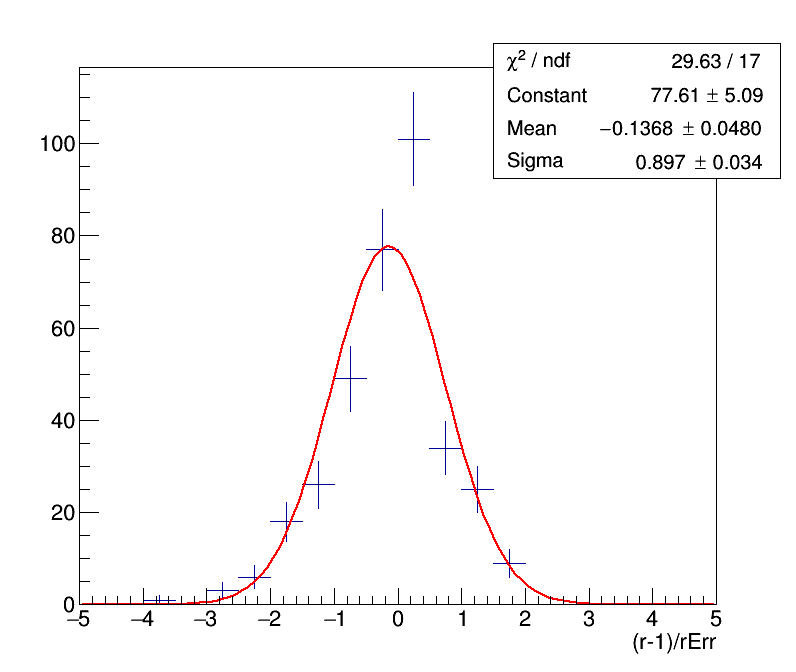 χ² / ndf 29.63 / 17
Constant 77.61 ± 5.09
Mean −0.1368 ± 0.0480
Sigma 0.897 ± 0.034
100
80
60
40
20
0
−5 −4 −3 −2 −1 0 1 2 3 4 5
(r-1)/rErr